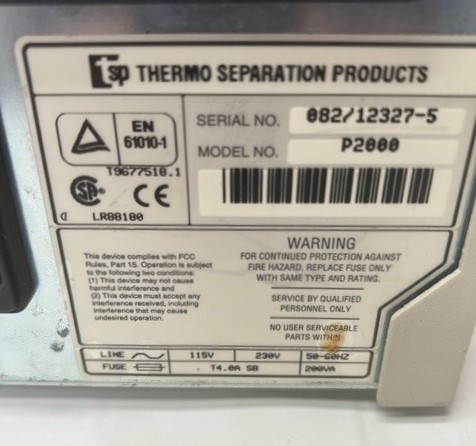 tsp THERMO SEPARATION PRODUCTS
EN
61010-1
T9677518.1
SA
CE
LR88180
SERIAL NO. 082/12327-5
MODEL NO. P2000
This device complies with FCC
Rules, Part 15. Operation is subject
to the following two conditions:
(1) This device may not cause
harmful interference and
(2) This device must accept any
interference received, including
interference that may cause
undesired operation.
WARNING
FOR CONTINUED PROTECTION AGAINST
FIRE HAZARD, REPLACE FUSE ONLY
WITH SAME TYPE AND RATING.
SERVICE BY QUALIFIED
PERSONNEL ONLY
NO USER SERVICEABLE
PARTS WITHIN
LINE 115V 230V 50-60HZ
FUSE T4.0A SB 200VA